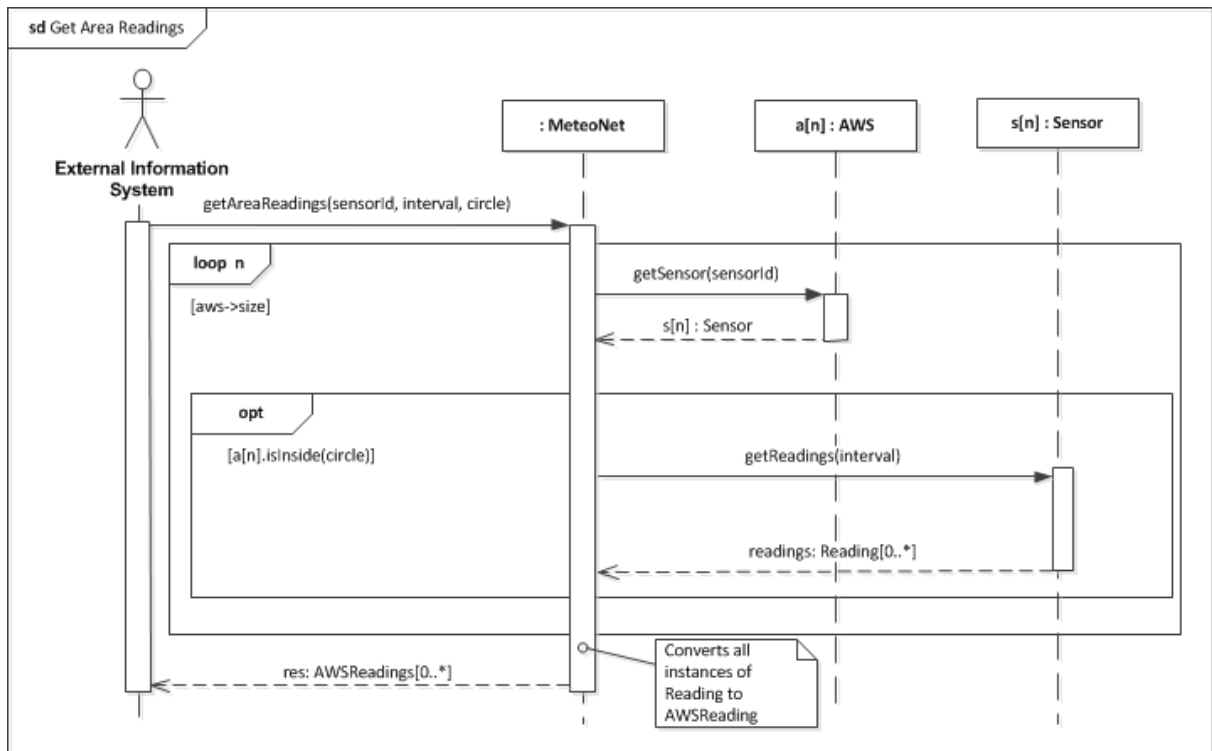 sd Get Area Readings
: MeteoNet
a[n] : AWS
s[n] : Sensor
External Information
System
getAreaReadings(sensorId, interval, circle)
loop n
[aws->size]
getSensor(sensorId)
s[n] : Sensor
opt
[a[n].isInside(circle)]
getReadings(interval)
readings: Reading[0..*]
Converts all
instances of
Reading to
AWSReading
res: AWSReadings[0..*]